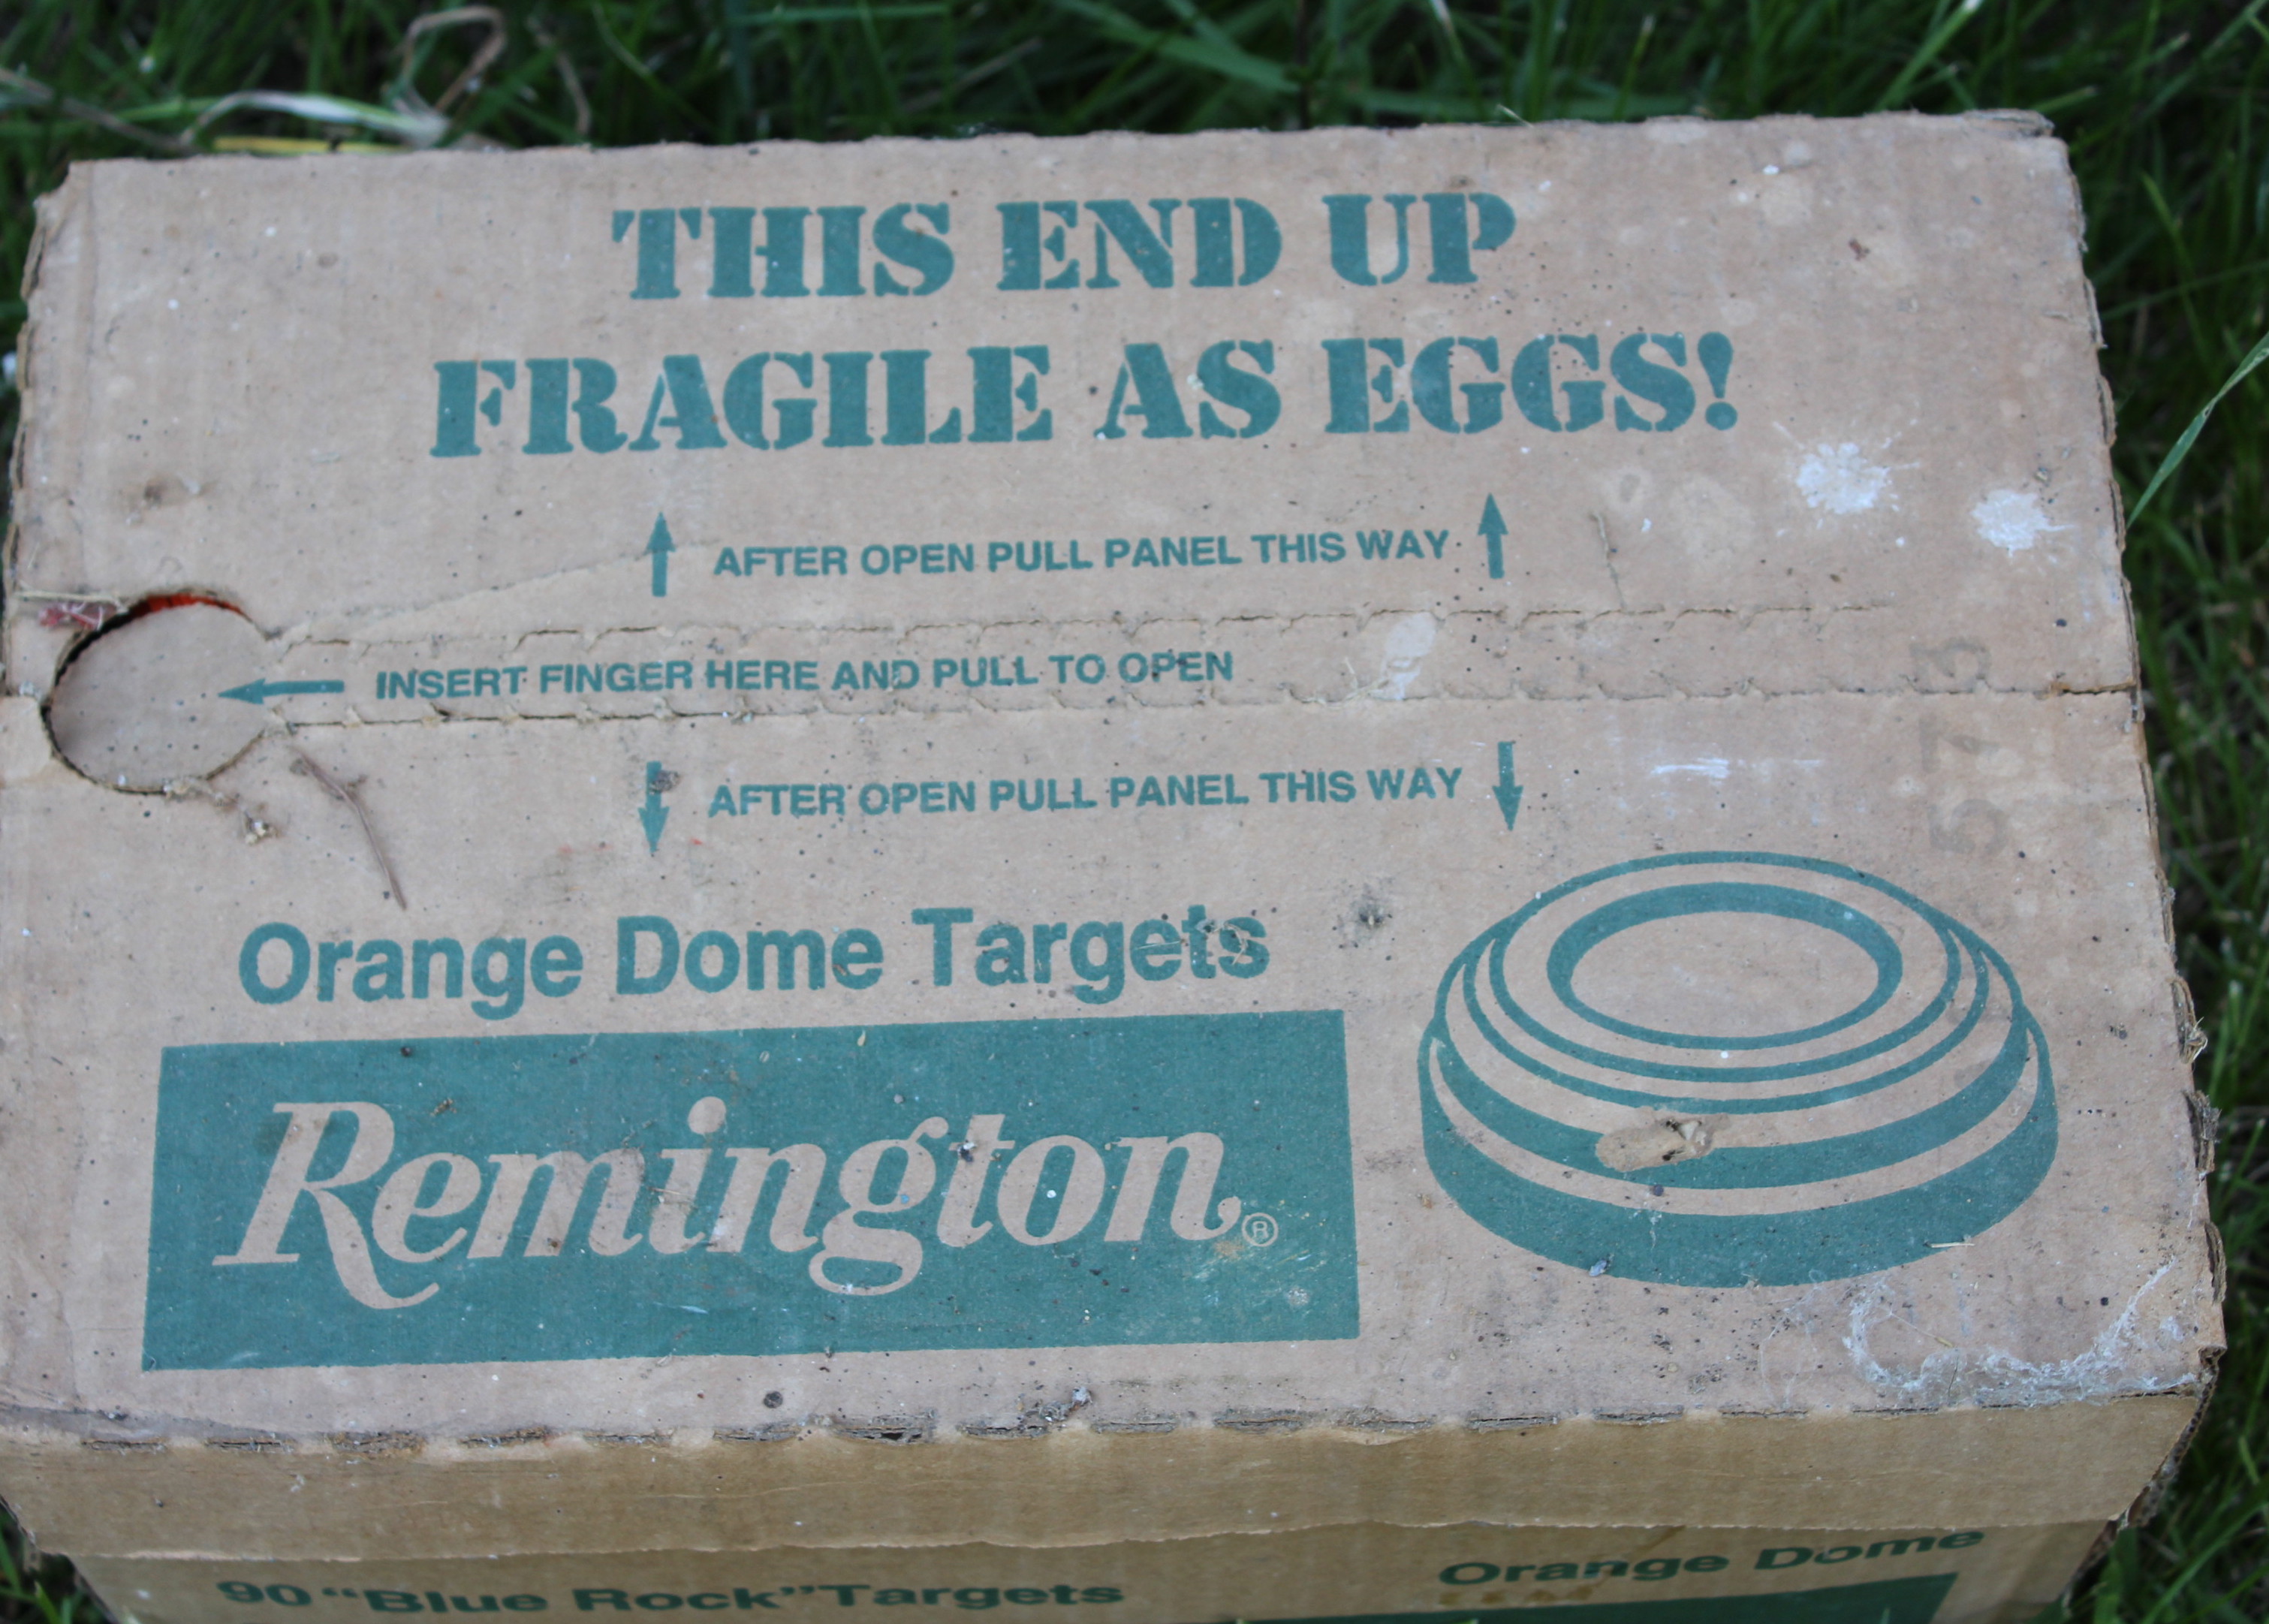 THIS END UP
FRAGILE AS EGGS!
AFTER OPEN PULL PANEL THIS WAY
INSERT FINGER HERE AND PULL TO OPEN
AFTER OPEN PULL PANEL THIS WAY
573
Orange Dome Targets
Remington®
90 “Blue Rock” Targets
Orange Dome